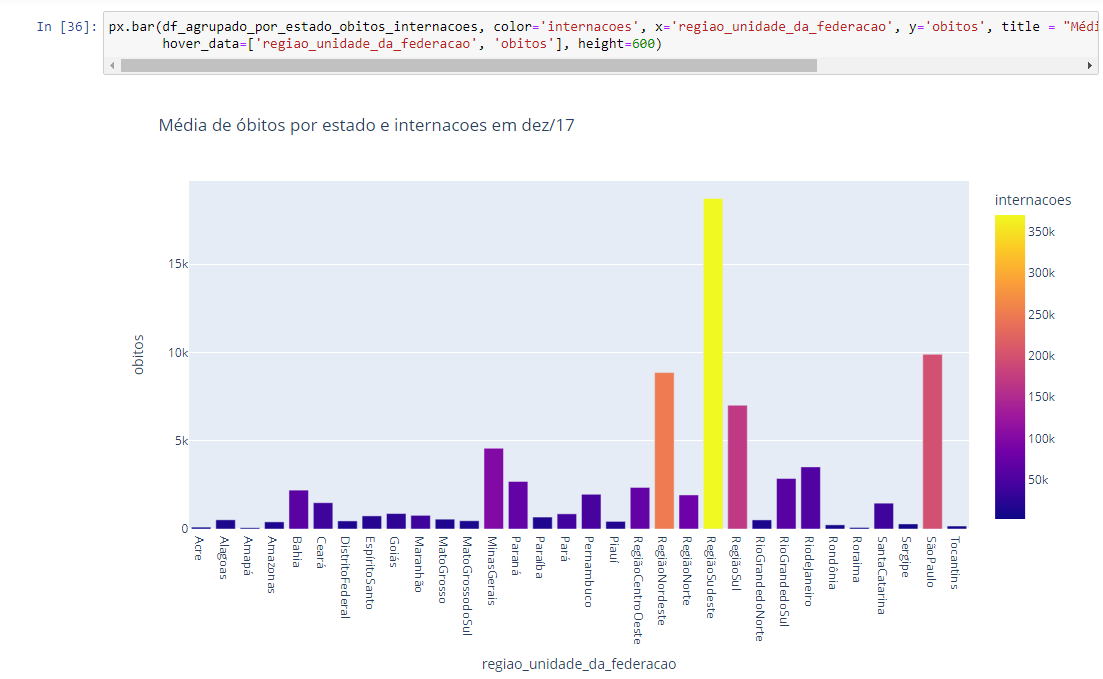 In [36]: px.bar(df_agrupado_por_estado_obitos_internacoes, color='internacoes', x='regiao_unidade_da_federacao', y='obitos', title = "Médi
hover_data=['regiao_unidade_da_federacao', 'obitos'], height=600)
Média de óbitos por estado e internacoes em dez/17
internacoes
350k
300k
250k
200k
150k
100k
50k
15k
10k
5k
0
obitos
Acre
Alagoas
Amapá
Amazonas
Bahia
Ceará
DistritoFederal
EspíritoSanto
Goiás
Maranhão
MatoGrosso
MatoGrossodoSul
MinasGerais
Paraná
Paraíba
Pará
Pernambuco
Piauí
RegiãoCentroOeste
RegiãoNordeste
RegiãoNorte
RegiãoSudeste
RegiãoSul
RioGrandedoNorte
RioGrandedoSul
RiodeJaneiro
Rondônia
Roraima
SantaCatarina
Sergipe
SãoPaulo
Tocantins
regiao_unidade_da_federacao